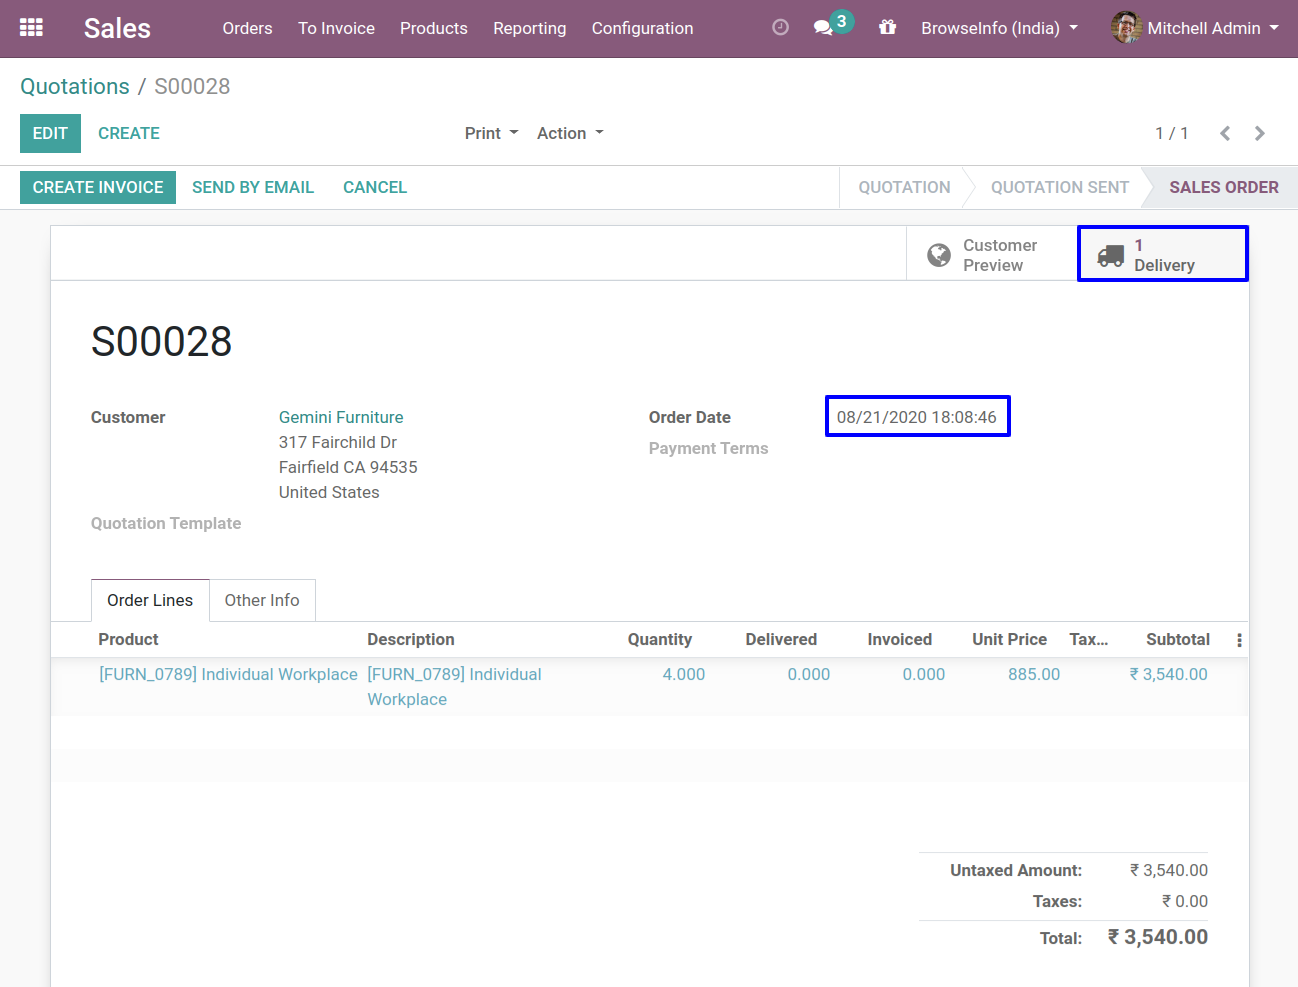 Sales Orders To Invoice Products Reporting Configuration 3 BrowseInfo (India) Mitchell Admin
Quotations / S00028
EDIT CREATE Print Action 1 / 1
CREATE INVOICE SEND BY EMAIL CANCEL QUOTATION QUOTATION SENT SALES ORDER
Customer Preview 1 Delivery
S00028
Customer Gemini Furniture Order Date 08/21/2020 18:08:46
317 Fairchild Dr Payment Terms
Fairfield CA 94535
United States
Quotation Template
Order Lines Other Info
Product Description Quantity Delivered Invoiced Unit Price Tax... Subtotal
[FURN_0789] Individual Workplace [FURN_0789] Individual 4.000 0.000 0.000 885.00 ₹ 3,540.00
Workplace
Untaxed Amount: ₹ 3,540.00
Taxes: ₹ 0.00
Total: ₹ 3,540.00